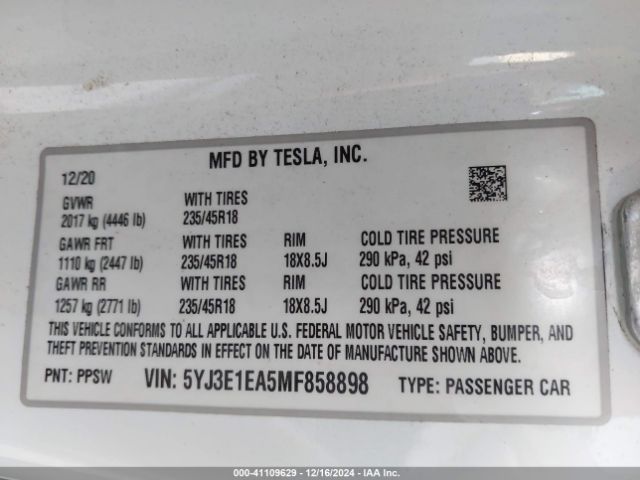 MFD BY TESLA, INC.
12/20
GVWR WITH TIRES
2017 kg (4446 lb) 235/45R18
GAWR FRT WITH TIRES RIM COLD TIRE PRESSURE
1110 kg (2447 lb) 235/45R18 18X8.5J 290 kPa, 42 psi
GAWR RR WITH TIRES RIM COLD TIRE PRESSURE
1257 kg (2771 lb) 235/45R18 18X8.5J 290 kPa, 42 psi
THIS VEHICLE CONFORMS TO ALL APPLICABLE U.S. FEDERAL MOTOR VEHICLE SAFETY, BUMPER, AND
THEFT PREVENTION STANDARDS IN EFFECT ON THE DATE OF MANUFACTURE SHOWN ABOVE.
PNT: PPSW VIN: 5YJ3E1EA5MF858898 TYPE: PASSENGER CAR
000-41109629 - 12/16/2024 - IAA Inc.